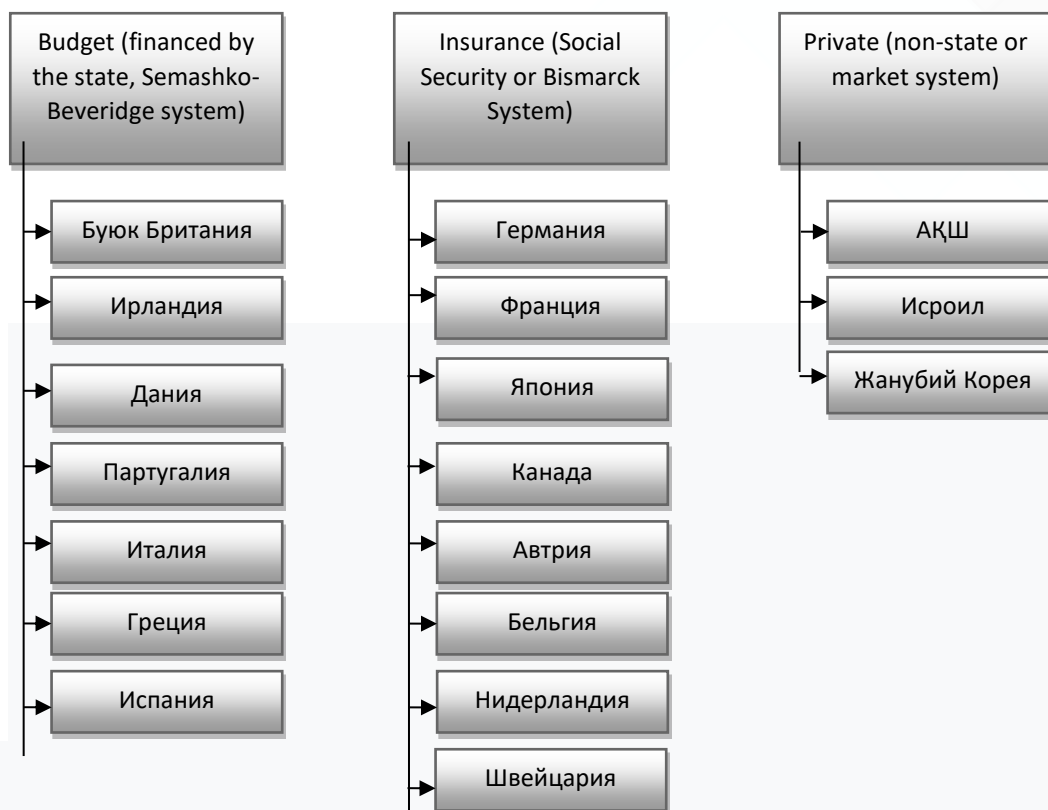 Budget (financed by
the state, Semashko-
Beveridge system)
Буюк Британия
Ирландия
Дания
Партугалия
Италия
Греция
Испания
Insurance (Social
Security or Bismarck
System)
Германия
Франция
Япония
Канада
Автрия
Бельгия
Нидерландия
Швейцария
Private (non-state or
market system)
АҚШ
Исроил
Жанубий Корея